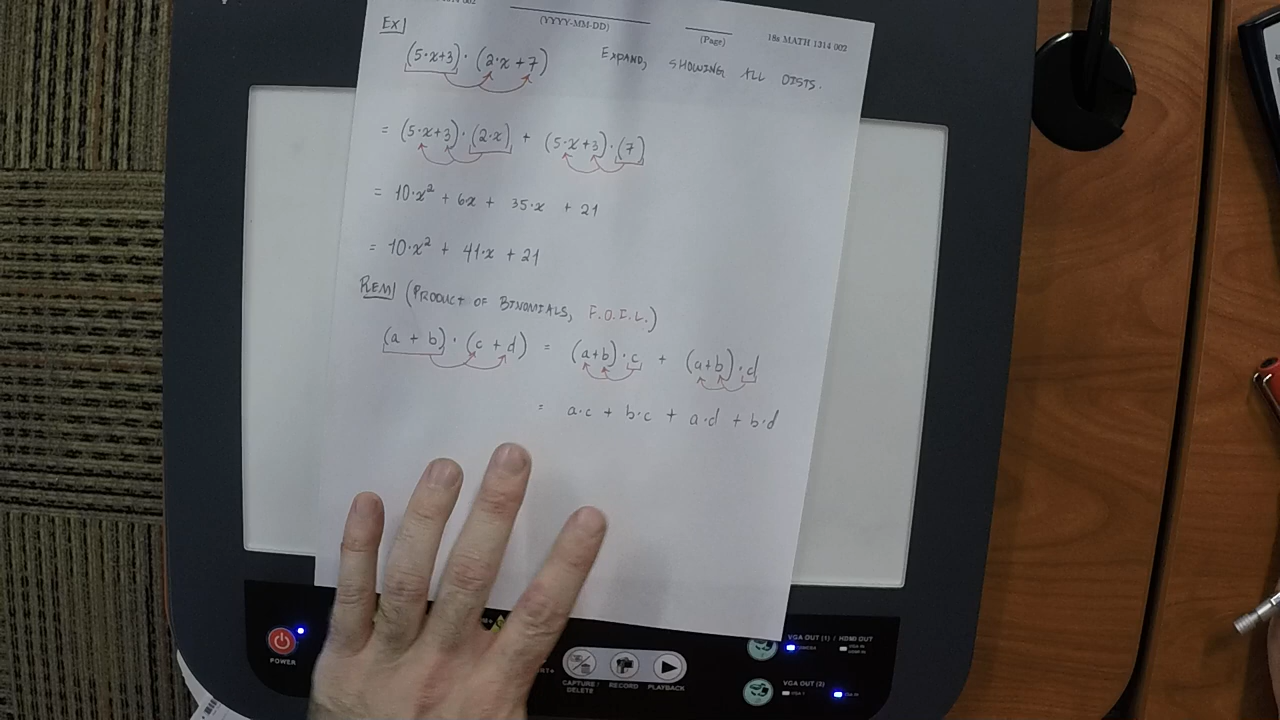 1314 002
(YYYY-MM-DD)
(Page)
18s MATH 1314 002
Ex|
(5·x+3)·(2·x+7) EXPAND, SHOWING ALL DISTS.
= (5·x+3)·(2·x) + (5·x+3)·(7)
= 10·x² + 6x + 35·x + 21
= 10·x² + 41·x + 21
REM| (PRODUCT OF BINOMIALS, F.O.I.L.)
(a + b)·(c + d) = (a+b)·c + (a+b)·d
= a·c + b·c + a·d + b·d
POWER
CAPTURE / DELETE
RECORD
PLAYBACK
VGA OUT (1) / HDMI OUT
VGA OUT (2)